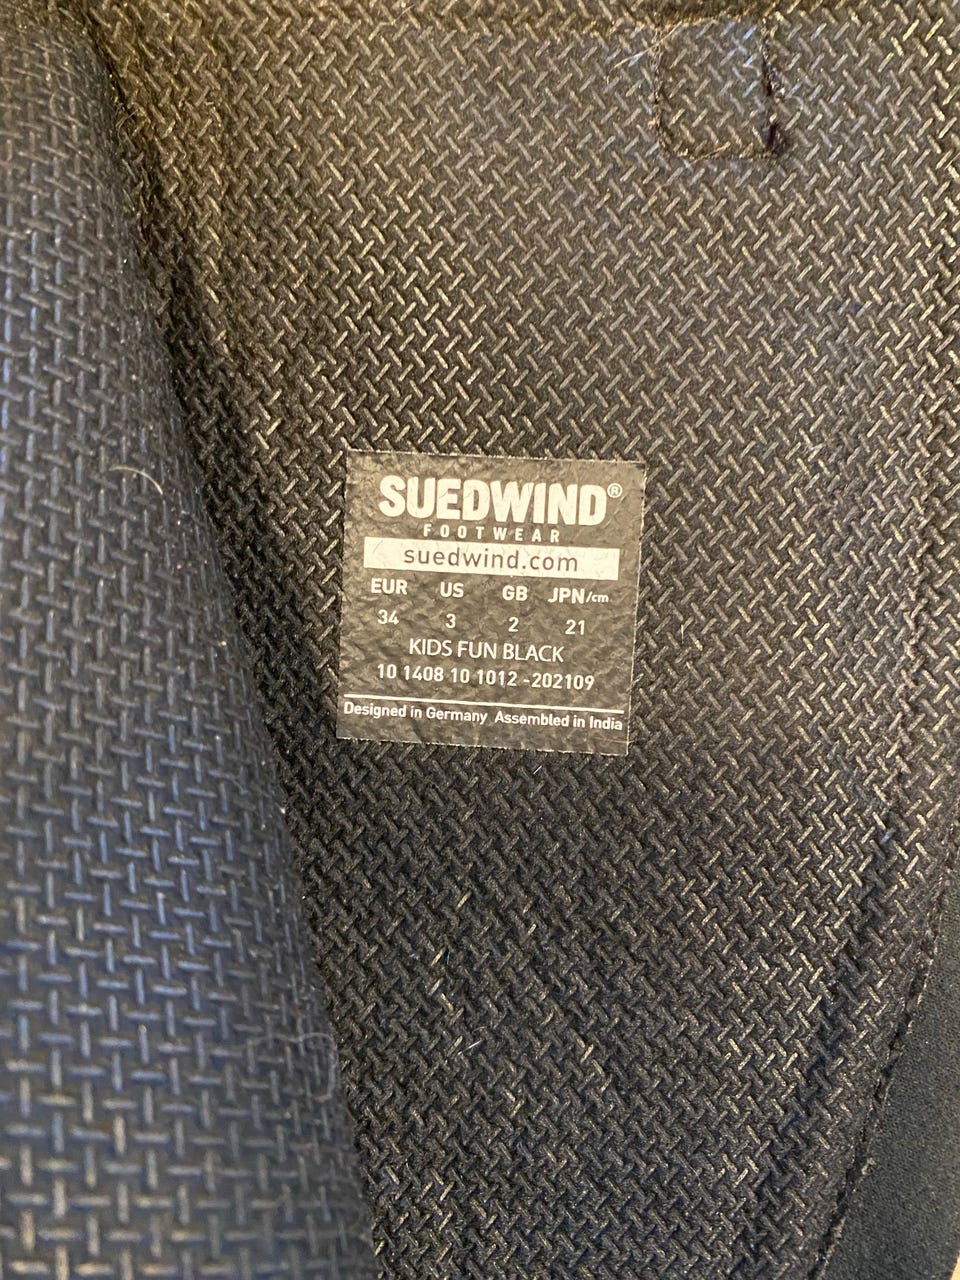 SUEDWIND®
FOOTWEAR
suedwind.com
EUR US GB JPN/cm
34 3 2 21
KIDS FUN BLACK
10 1408 10 1012 -202109
Designed in Germany Assembled in India